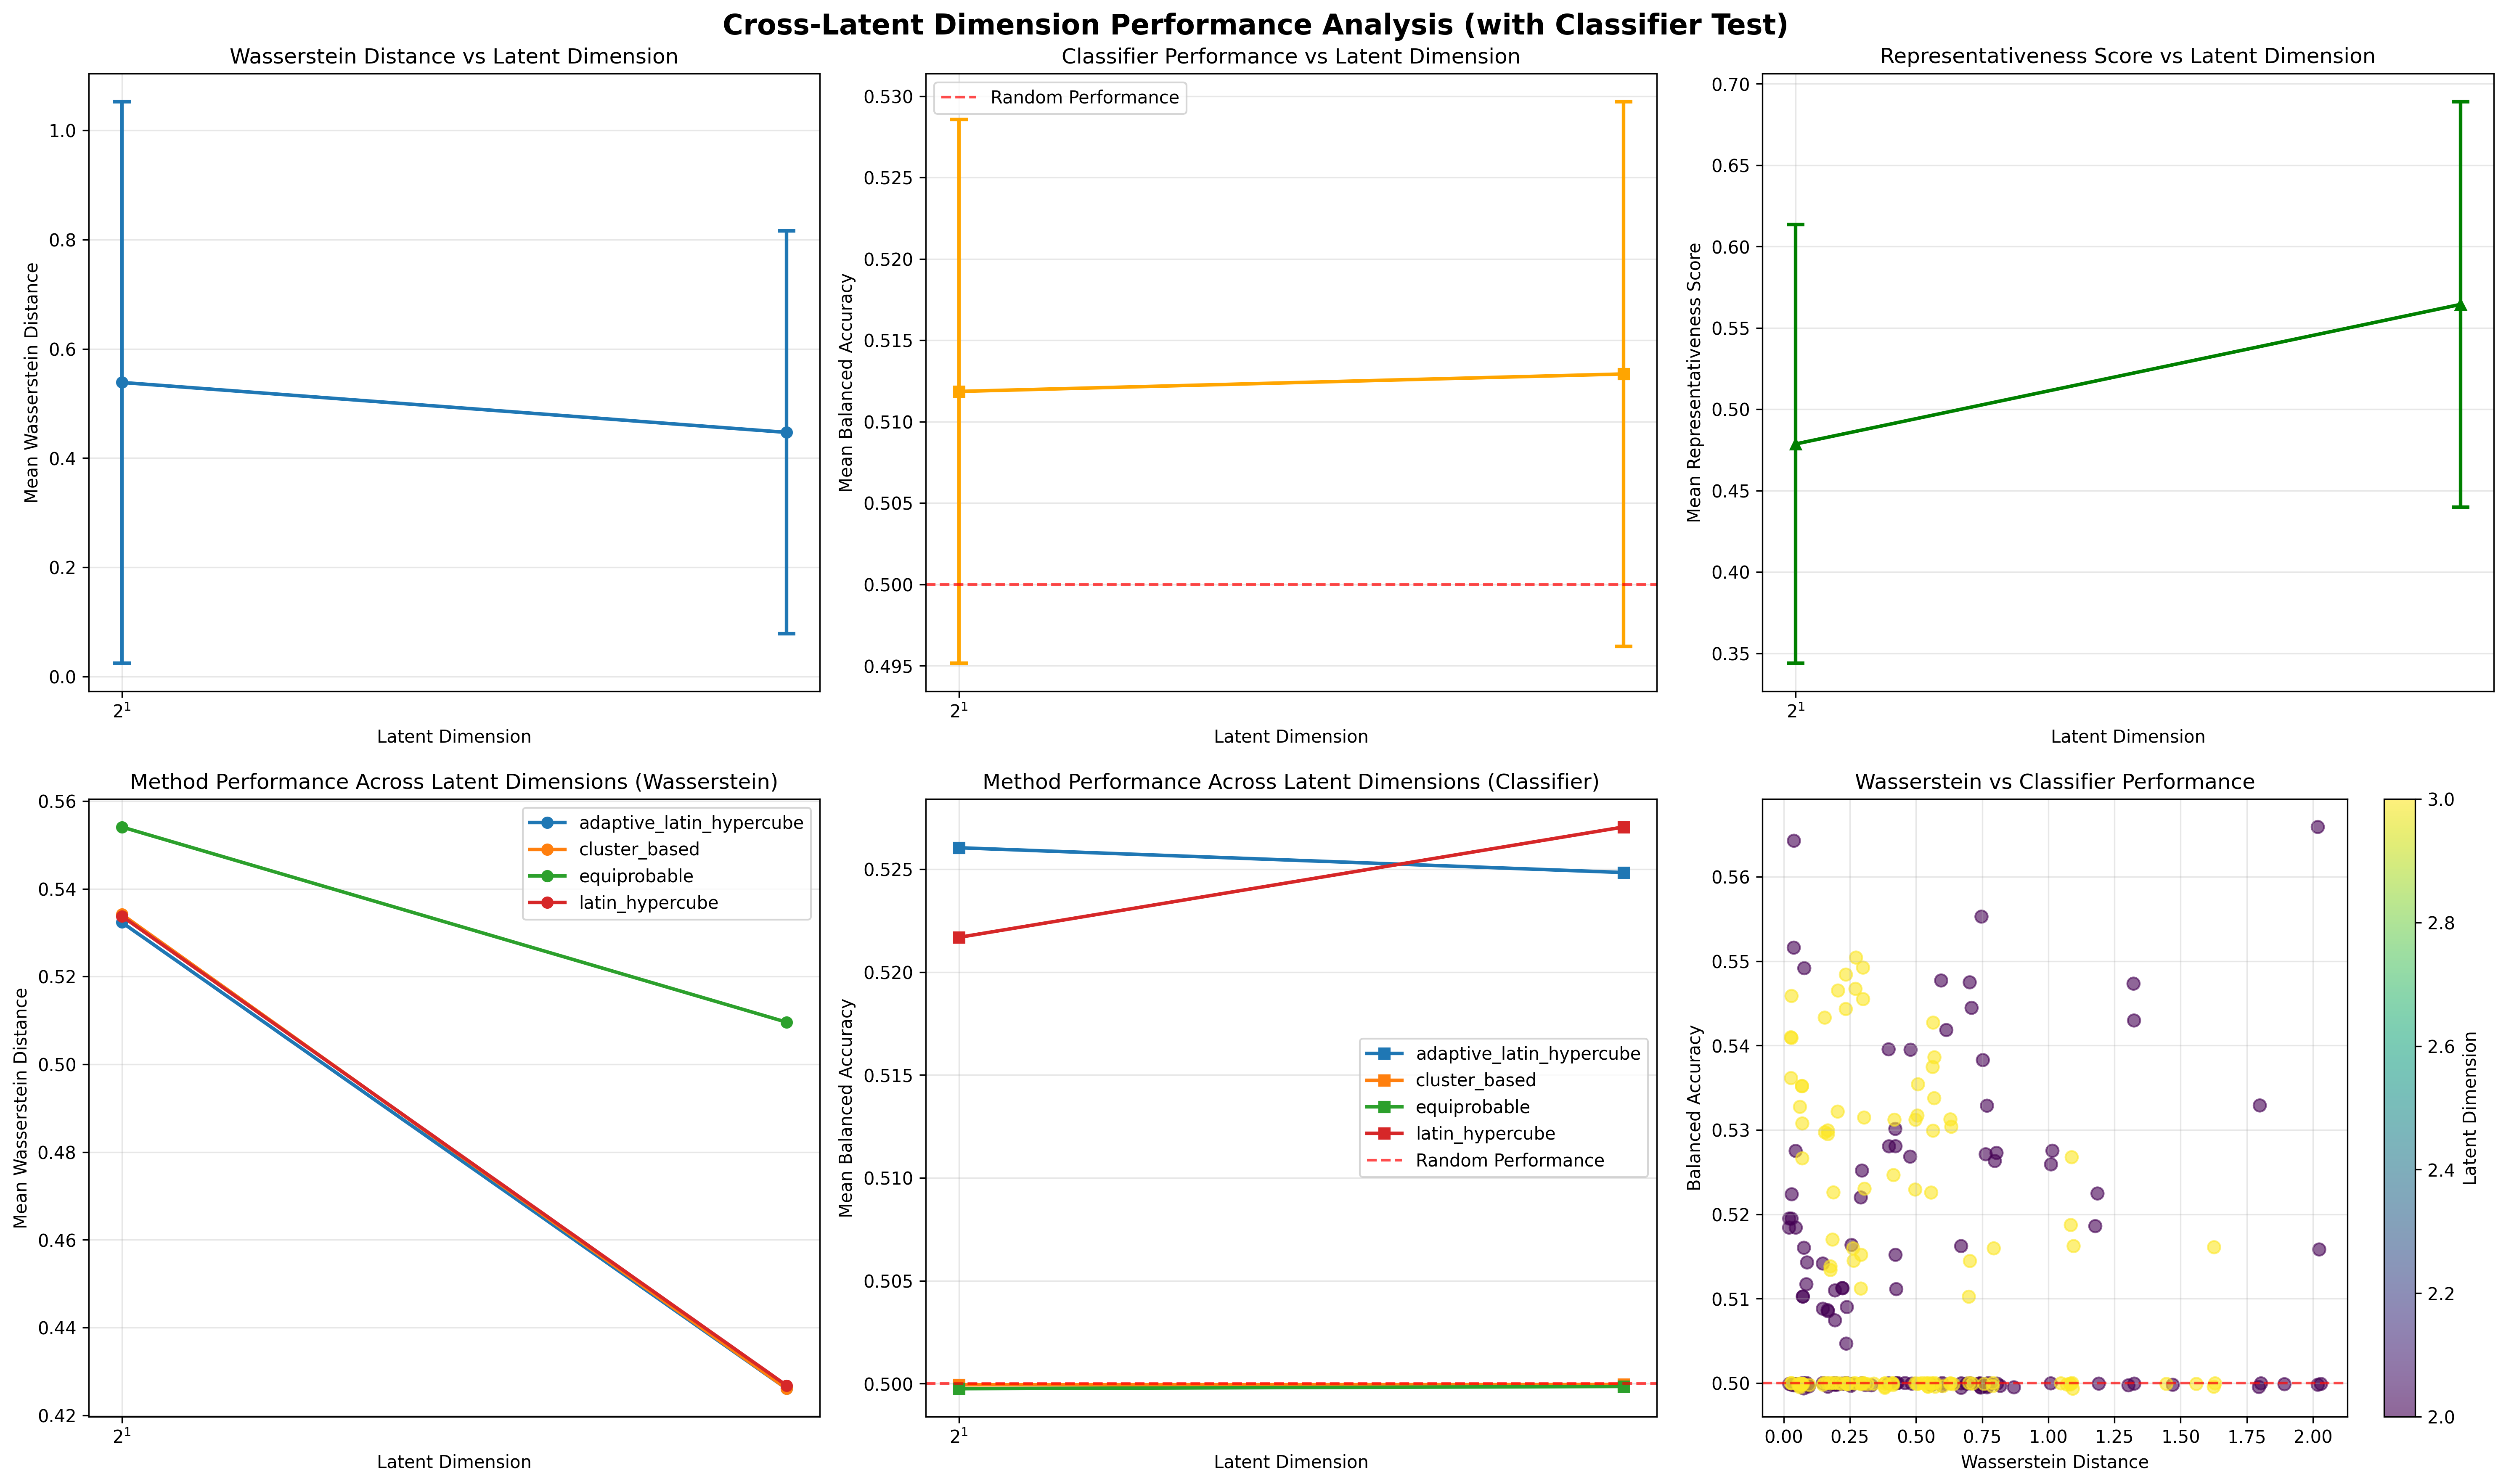 Cross-Latent Dimension Performance Analysis (with Classifier Test)
Wasserstein Distance vs Latent Dimension
Mean Wasserstein Distance
1.0
0.8
0.6
0.4
0.2
0.0
2¹
Latent Dimension
Classifier Performance vs Latent Dimension
Mean Balanced Accuracy
Random Performance
0.530
0.525
0.520
0.515
0.510
0.505
0.500
0.495
2¹
Latent Dimension
Representativeness Score vs Latent Dimension
Mean Representativeness Score
0.70
0.65
0.60
0.55
0.50
0.45
0.40
0.35
2¹
Latent Dimension
Method Performance Across Latent Dimensions (Wasserstein)
Mean Wasserstein Distance
0.56
0.54
0.52
0.50
0.48
0.46
0.44
0.42
adaptive_latin_hypercube
cluster_based
equiprobable
latin_hypercube
2¹
Latent Dimension
Method Performance Across Latent Dimensions (Classifier)
Mean Balanced Accuracy
0.525
0.520
0.515
0.510
0.505
0.500
adaptive_latin_hypercube
cluster_based
equiprobable
latin_hypercube
Random Performance
2¹
Latent Dimension
Wasserstein vs Classifier Performance
Balanced Accuracy
0.56
0.55
0.54
0.53
0.52
0.51
0.50
0.00 0.25 0.50 0.75 1.00 1.25 1.50 1.75 2.00
Wasserstein Distance
3.0
2.8
2.6
2.4
2.2
2.0
Latent Dimension